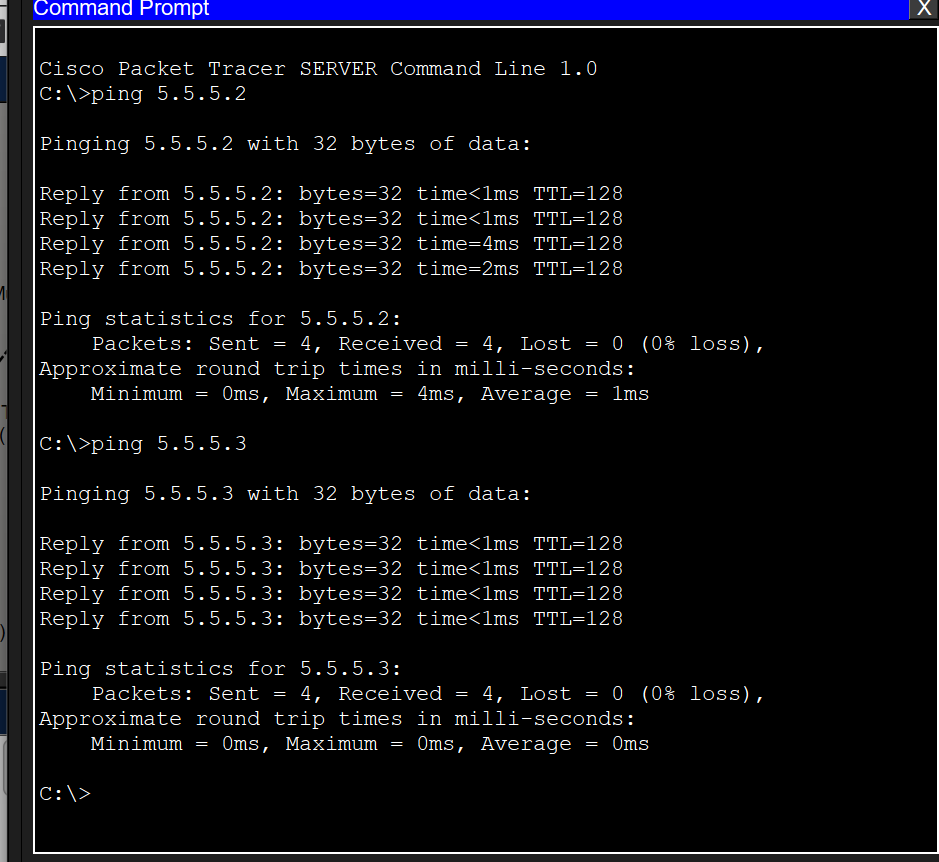 Command Prompt
X
Cisco Packet Tracer SERVER Command Line 1.0
C:\>ping 5.5.5.2
Pinging 5.5.5.2 with 32 bytes of data:
Reply from 5.5.5.2: bytes=32 time<1ms TTL=128
Reply from 5.5.5.2: bytes=32 time<1ms TTL=128
Reply from 5.5.5.2: bytes=32 time=4ms TTL=128
Reply from 5.5.5.2: bytes=32 time=2ms TTL=128
Ping statistics for 5.5.5.2:
Packets: Sent = 4, Received = 4, Lost = 0 (0% loss),
Approximate round trip times in milli-seconds:
Minimum = 0ms, Maximum = 4ms, Average = 1ms
C:\>ping 5.5.5.3
Pinging 5.5.5.3 with 32 bytes of data:
Reply from 5.5.5.3: bytes=32 time<1ms TTL=128
Reply from 5.5.5.3: bytes=32 time<1ms TTL=128
Reply from 5.5.5.3: bytes=32 time<1ms TTL=128
Reply from 5.5.5.3: bytes=32 time<1ms TTL=128
Ping statistics for 5.5.5.3:
Packets: Sent = 4, Received = 4, Lost = 0 (0% loss),
Approximate round trip times in milli-seconds:
Minimum = 0ms, Maximum = 0ms, Average = 0ms
C:\>